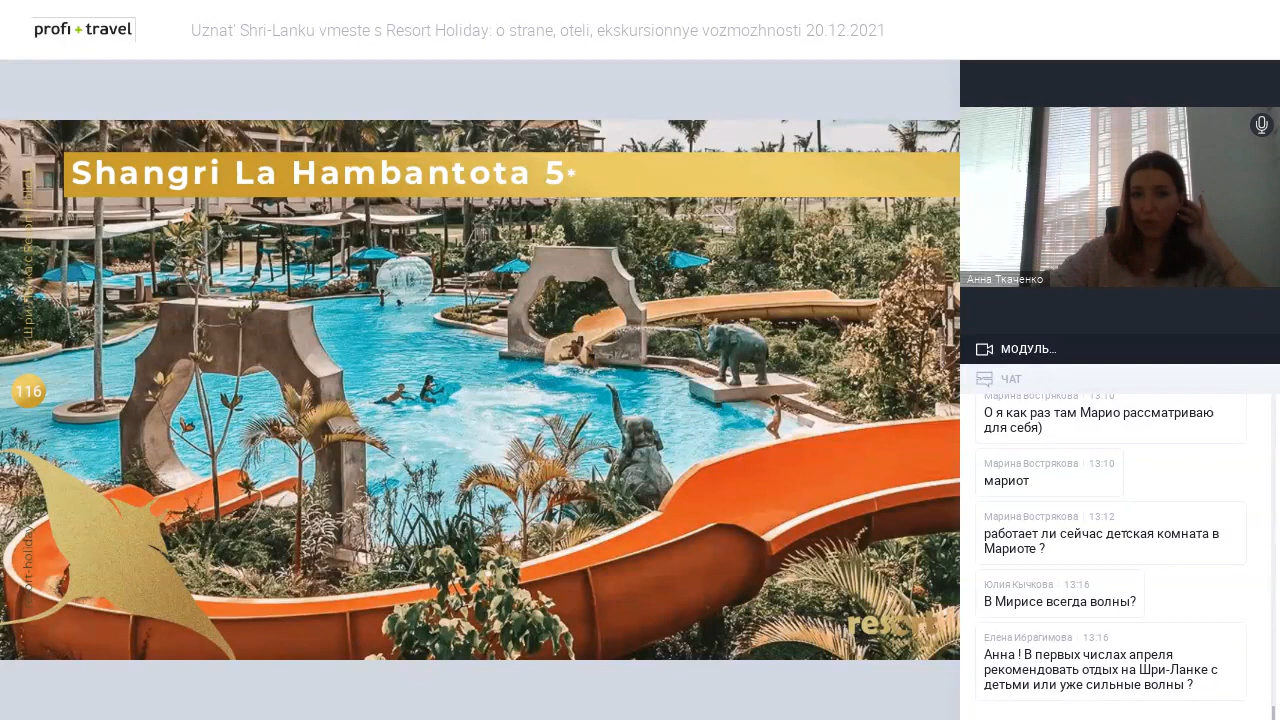 profi + travel
Uznat' Shri-Lanku vmeste s Resort Holiday: o strane, oteli, ekskursionnye vozmozhnosti 20.12.2021
Shangri La Hambantota 5*
116
Анна Ткаченко
МОДУЛЬ...
ЧАТ
Марина Вострякова 13:10
О я как раз там Марио рассматриваю
для себя)
Марина Вострякова 13:10
мариот
Марина Вострякова 13:12
работает ли сейчас детская комната в
Мариоте ?
Юлия Кычкова 13:16
В Мирисе всегда волны?
Елена Ибрагимова 13:16
Анна ! В первых числах апреля
рекомендовать отдых на Шри-Ланке с
детьми или уже сильные волны ?